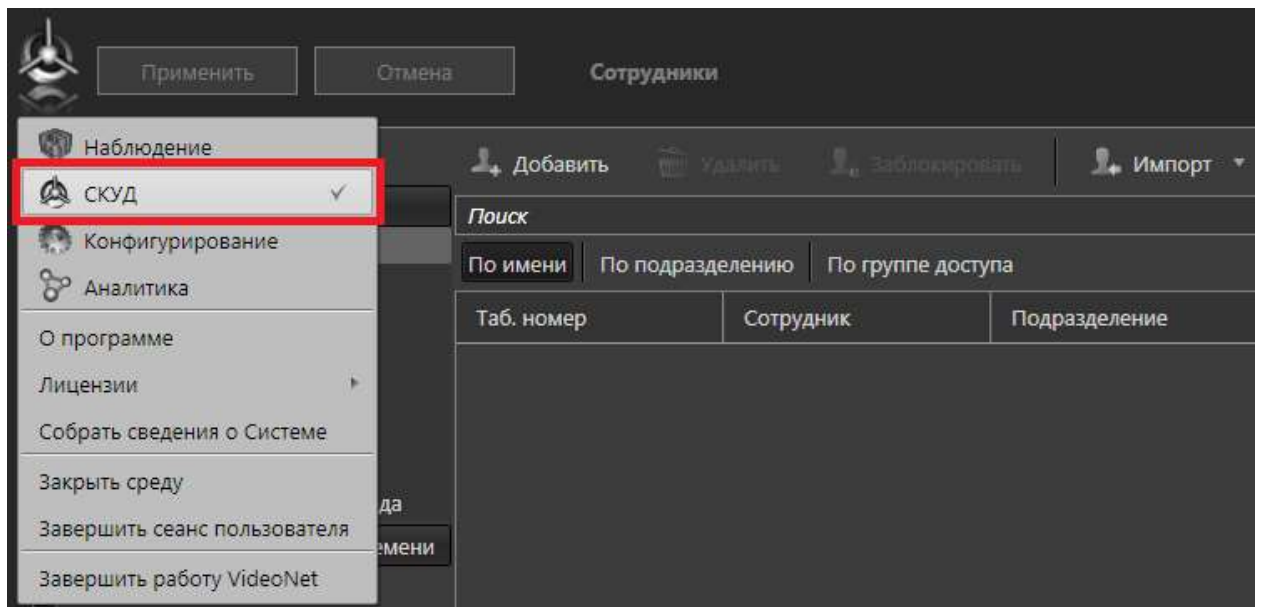 Применить Отмена Сотрудники
Наблюдение
СКУД
Конфигурирование
Аналитика
О программе
Лицензии
Собрать сведения о Системе
Закрыть среду
Завершить сеанс пользователя
Завершить работу VideoNet
Добавить Удалить Заблокировать Импорт
Поиск
По имени По подразделению По группе доступа
Таб. номер Сотрудник Подразделение
да
емени